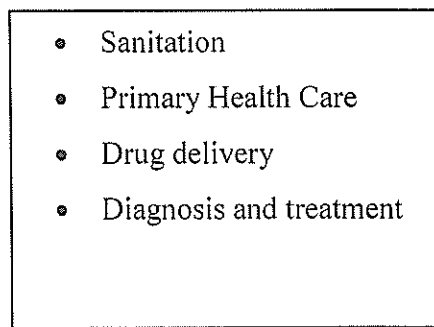 • Sanitation
• Primary Health Care
• Drug delivery
• Diagnosis and treatment